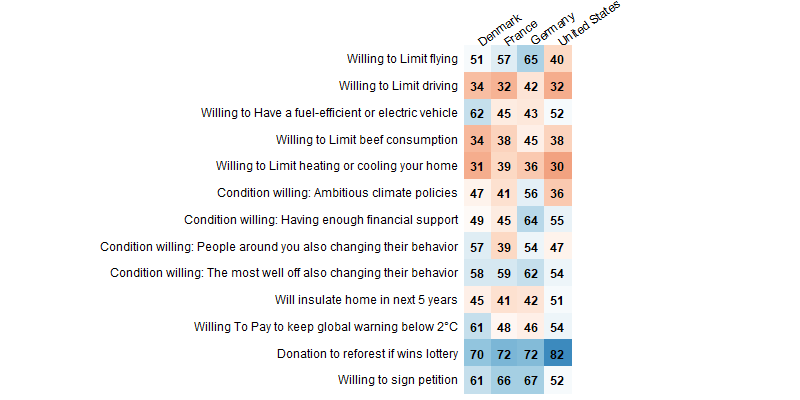 Denmark France Germany United States
Willing to Limit flying 51 57 65 40
Willing to Limit driving 34 32 42 32
Willing to Have a fuel-efficient or electric vehicle 62 45 43 52
Willing to Limit beef consumption 34 38 45 38
Willing to Limit heating or cooling your home 31 39 36 30
Condition willing: Ambitious climate policies 47 41 56 36
Condition willing: Having enough financial support 49 45 64 55
Condition willing: People around you also changing their behavior 57 39 54 47
Condition willing: The most well off also changing their behavior 58 59 62 54
Will insulate home in next 5 years 45 41 42 51
Willing To Pay to keep global warning below 2°C 61 48 46 54
Donation to reforest if wins lottery 70 72 72 82
Willing to sign petition 61 66 67 52